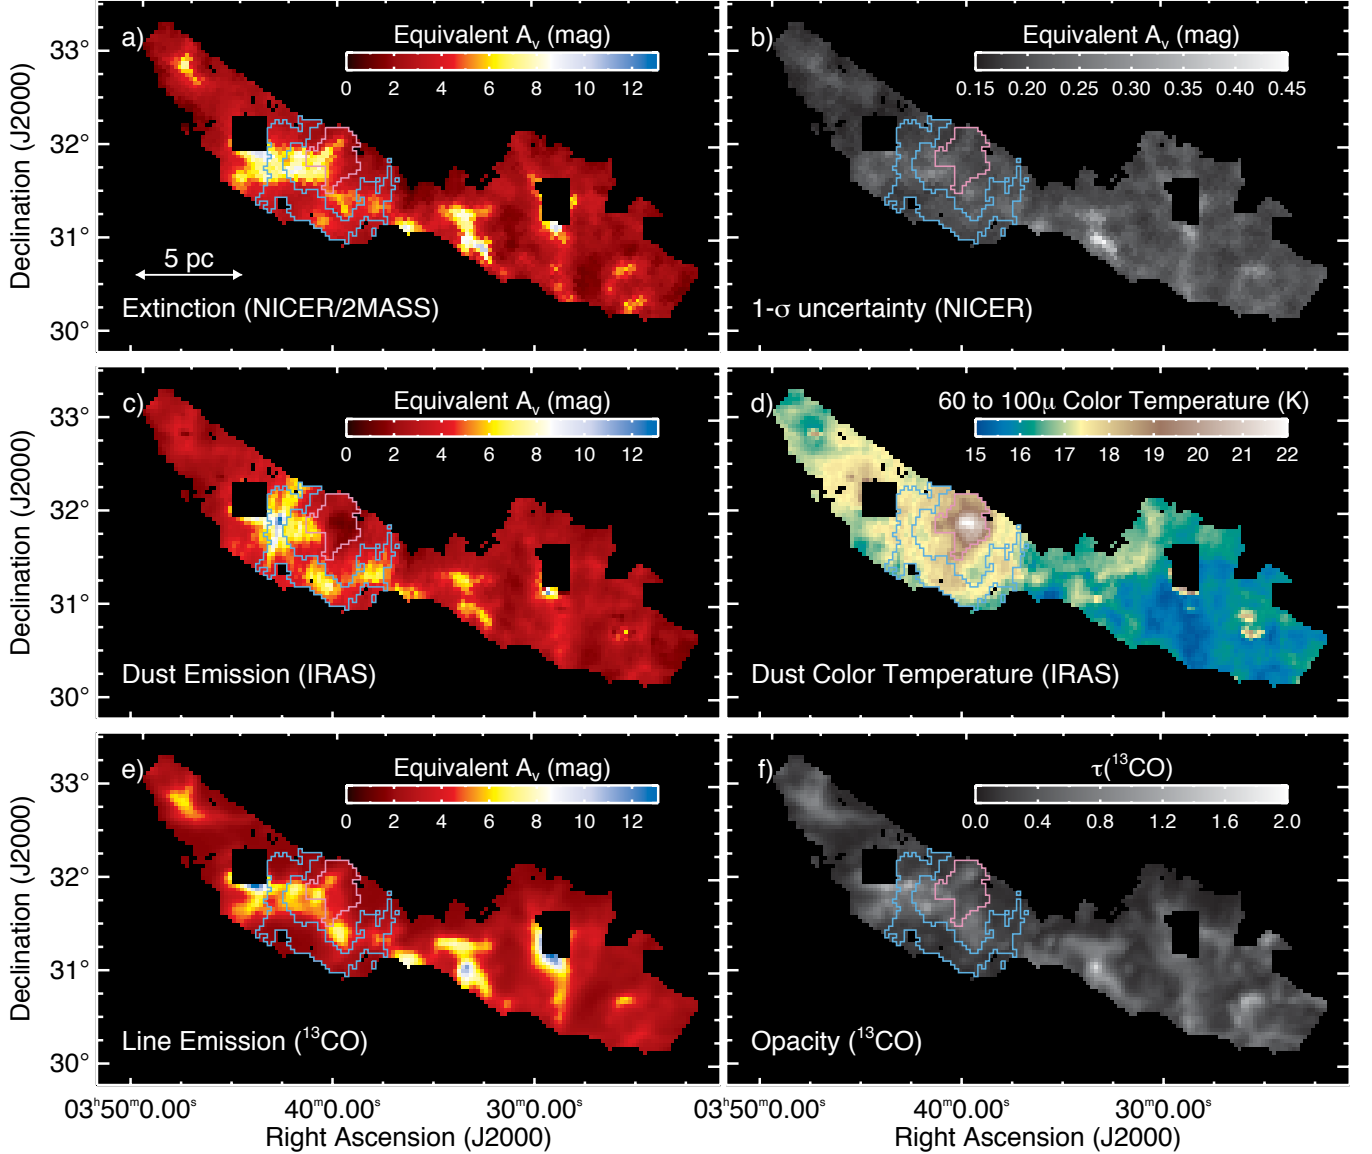 a) Equivalent Aᵥ (mag)
0 2 4 6 8 10 12
33°
32°
31°
30°
Declination (J2000)
5 pc
Extinction (NICER/2MASS)
b) Equivalent Aᵥ (mag)
0.15 0.20 0.25 0.30 0.35 0.40 0.45
1-σ uncertainty (NICER)
c) Equivalent Aᵥ (mag)
0 2 4 6 8 10 12
33°
32°
31°
30°
Declination (J2000)
Dust Emission (IRAS)
d) 60 to 100μ Color Temperature (K)
15 16 17 18 19 20 21 22
Dust Color Temperature (IRAS)
e) Equivalent Aᵥ (mag)
0 2 4 6 8 10 12
33°
32°
31°
30°
Declination (J2000)
Line Emission (¹³CO)
03ʰ50ᵐ0.00ˢ 40ᵐ0.00ˢ 30ᵐ0.00ˢ
Right Ascension (J2000)
f) τ(¹³CO)
0.0 0.4 0.8 1.2 1.6 2.0
Opacity (¹³CO)
03ʰ50ᵐ0.00ˢ 40ᵐ0.00ˢ 30ᵐ0.00ˢ
Right Ascension (J2000)